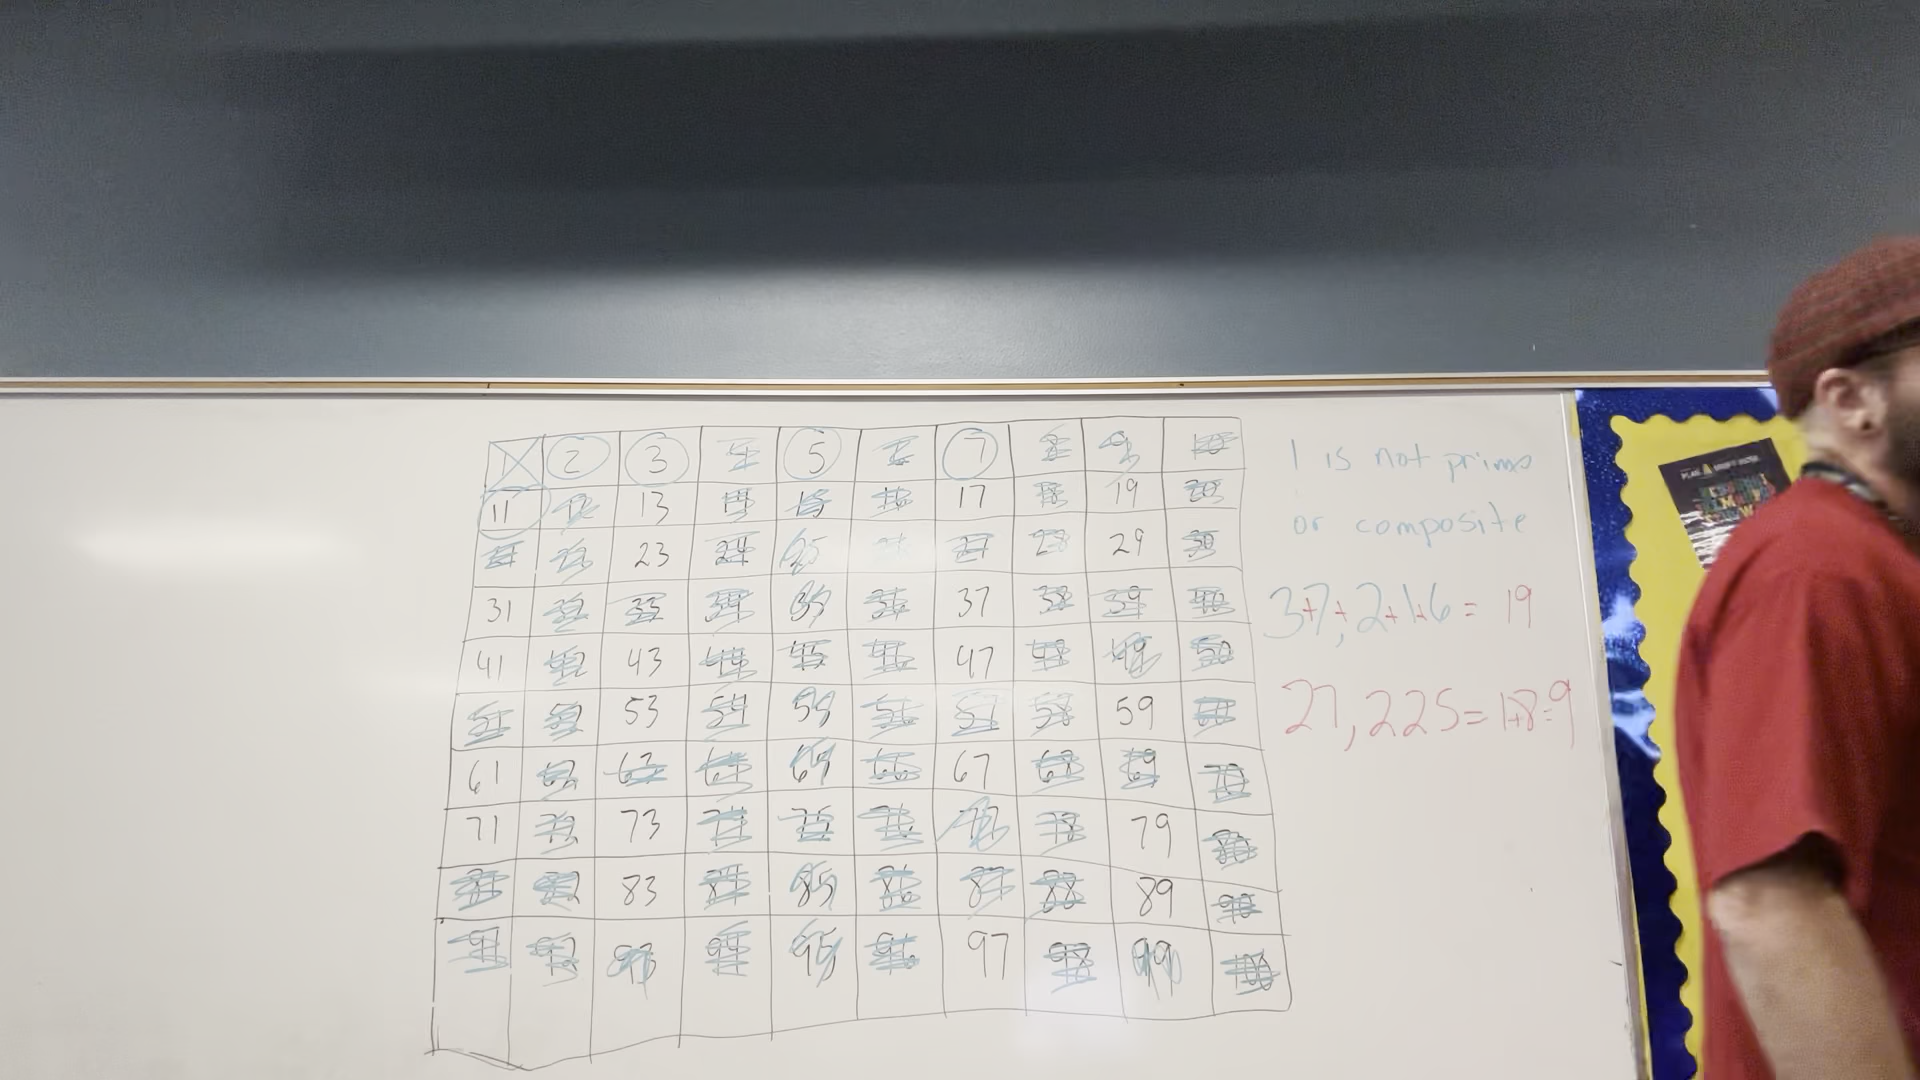 1 2 3 4 5 6 7 8 9 10
11 12 13 14 15 16 17 18 19 20
21 22 23 24 25 27 28 29 30
31 32 33 34 35 36 37 38 39 40
41 42 43 44 45 46 47 48 49 50
51 52 53 54 55 56 57 58 59 60
61 62 63 64 65 66 67 68 69 70
71 72 73 74 75 76 77 78 79 80
81 82 83 84 85 86 87 88 89 90
91 92 93 94 95 96 97 98 99 100
1 is not prime
or composite
3+7,+2+1+6 = 19
27,225 = 1+8=9